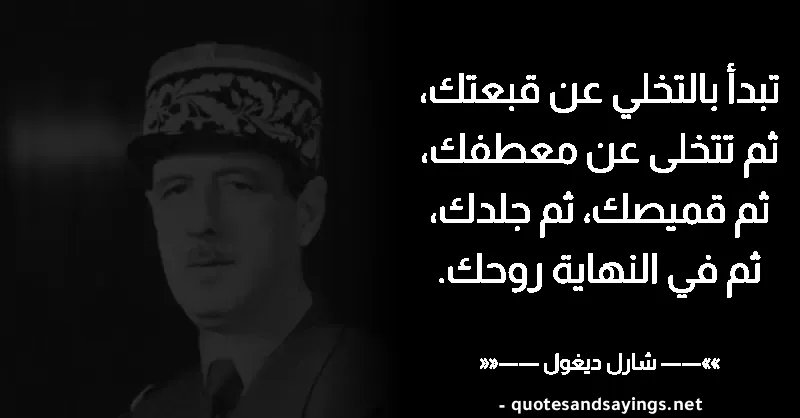 تبدأ بالتخلي عن قبعتك،
ثم تتخلى عن معطفك،
ثم قميصك، ثم جلدك،
ثم في النهاية روحك.
»»—— شارل ديغول ——««
- quotesandsayings.net